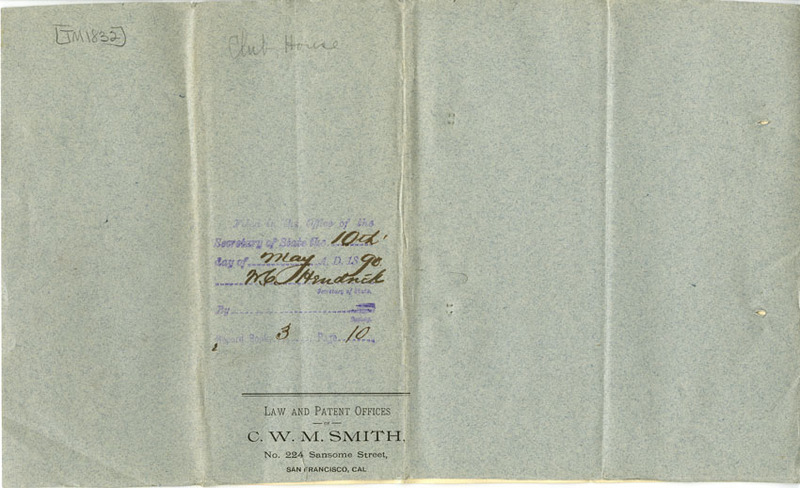 [TM1832]
Club House
Filed in the Office of the
Secretary of State the 10th
day of May A. D. 1890
W. C. Hendrick
Secretary of State.
By
Deputy.
Record Book 3 Page 10
LAW AND PATENT OFFICES
OF
C. W. M. SMITH,
No. 224 Sansome Street,
SAN FRANCISCO, CAL